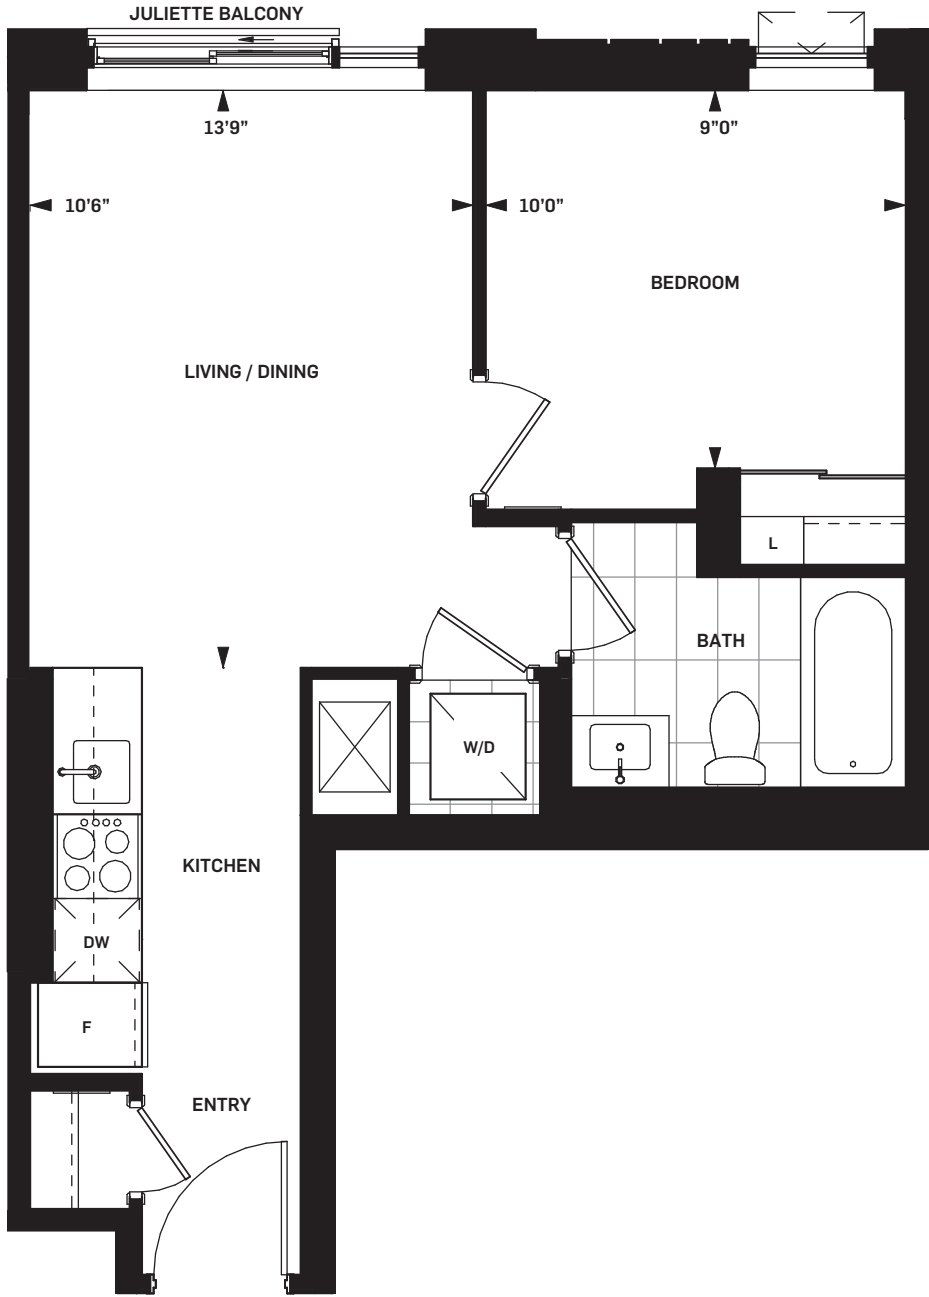 JULIETTE BALCONY
13’9”
9”0”
10’6”
10’0”
BEDROOM
LIVING / DINING
L
BATH
W/D
KITCHEN
DW
F
ENTRY